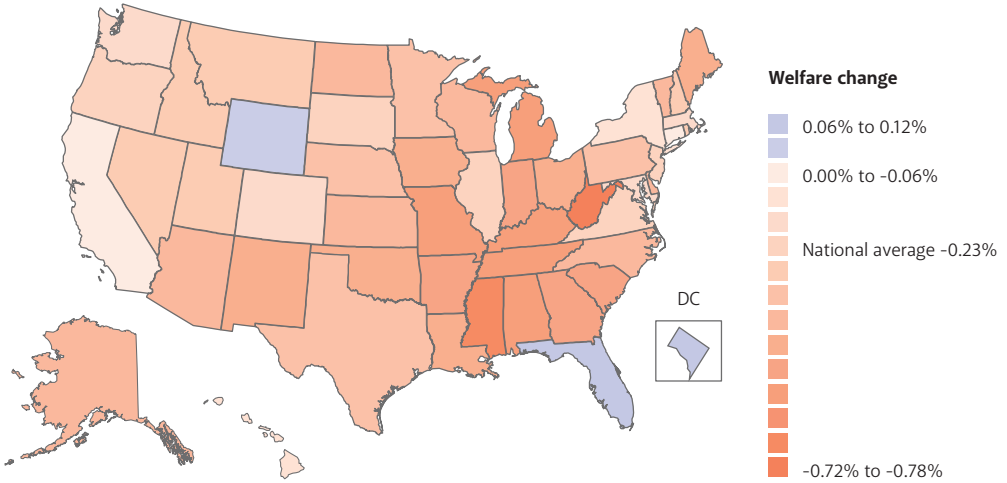 Welfare change
0.06% to 0.12%
0.00% to -0.06%
National average -0.23%
DC
-0.72% to -0.78%